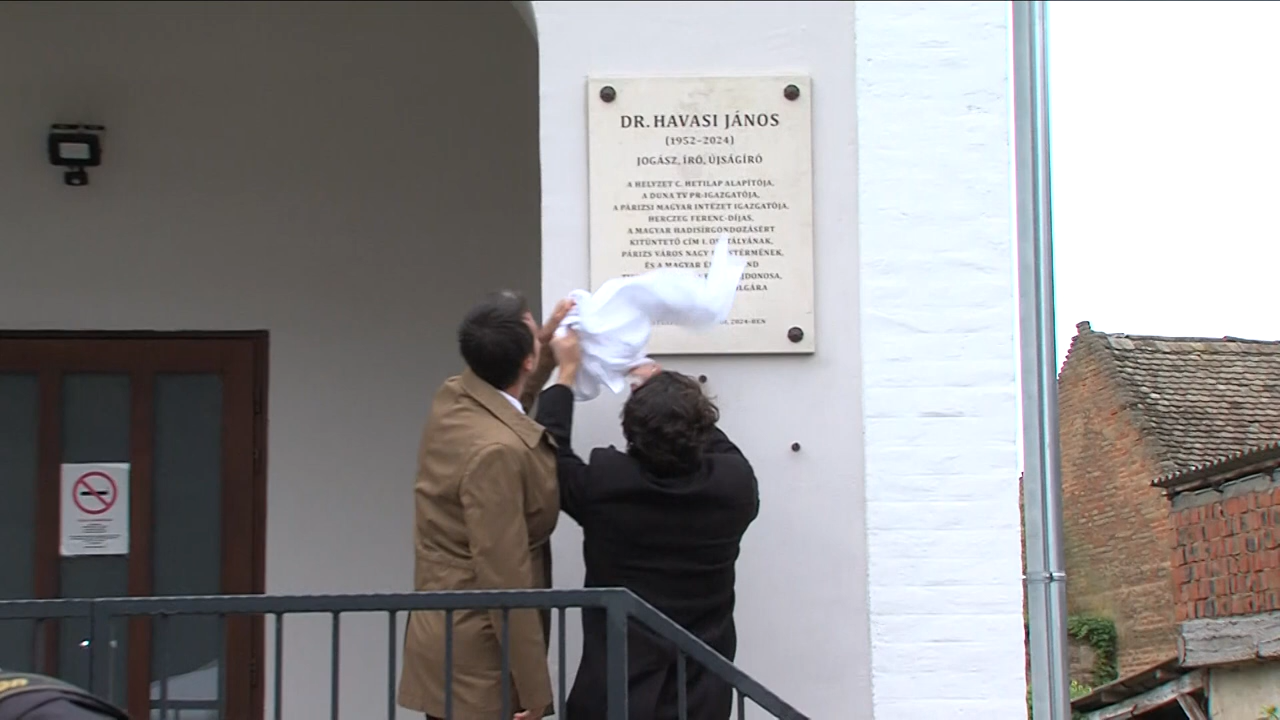 DR. HAVASI JÁNOS
(1952–2024)
JOGÁSZ, ÍRÓ, ÚJSÁGÍRÓ
A HELYZET C. HETILAP ALAPÍTÓJA,
A DUNA TV PR-IGAZGATÓJA,
A PÁRIZSI MAGYAR INTÉZET IGAZGATÓJA,
HERCZEG FERENC-DÍJAS,
A MAGYAR HADISÍRGONDOZÁSÉRT
KITÜNTETŐ CÍM I.
PÁRIZS VÁROS NAGY
ÉS A MAGYAR
2024-BEN